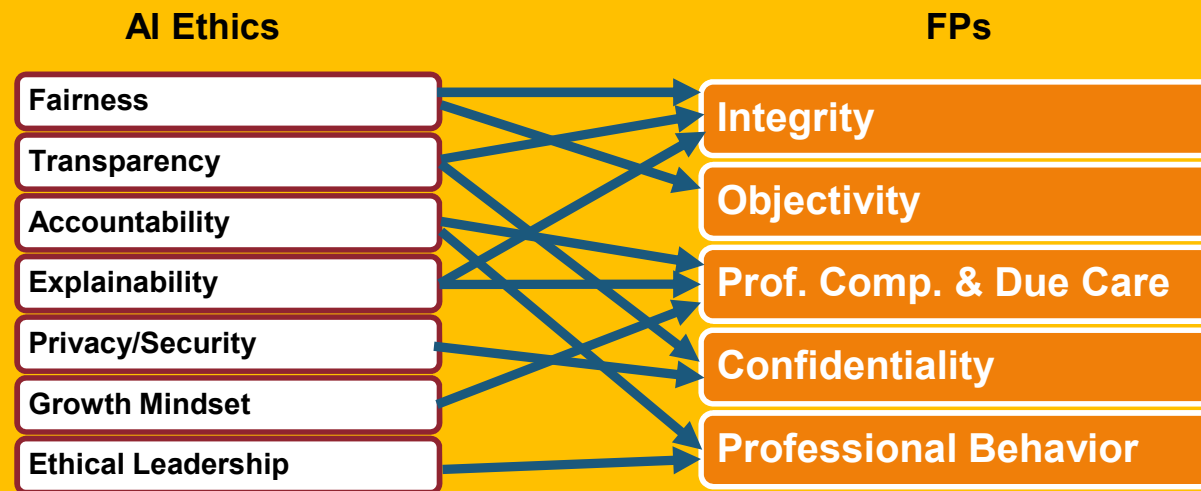 AI Ethics
FPs
Fairness
Transparency
Accountability
Explainability
Privacy/Security
Growth Mindset
Ethical Leadership
Integrity
Objectivity
Prof. Comp. & Due Care
Confidentiality
Professional Behavior